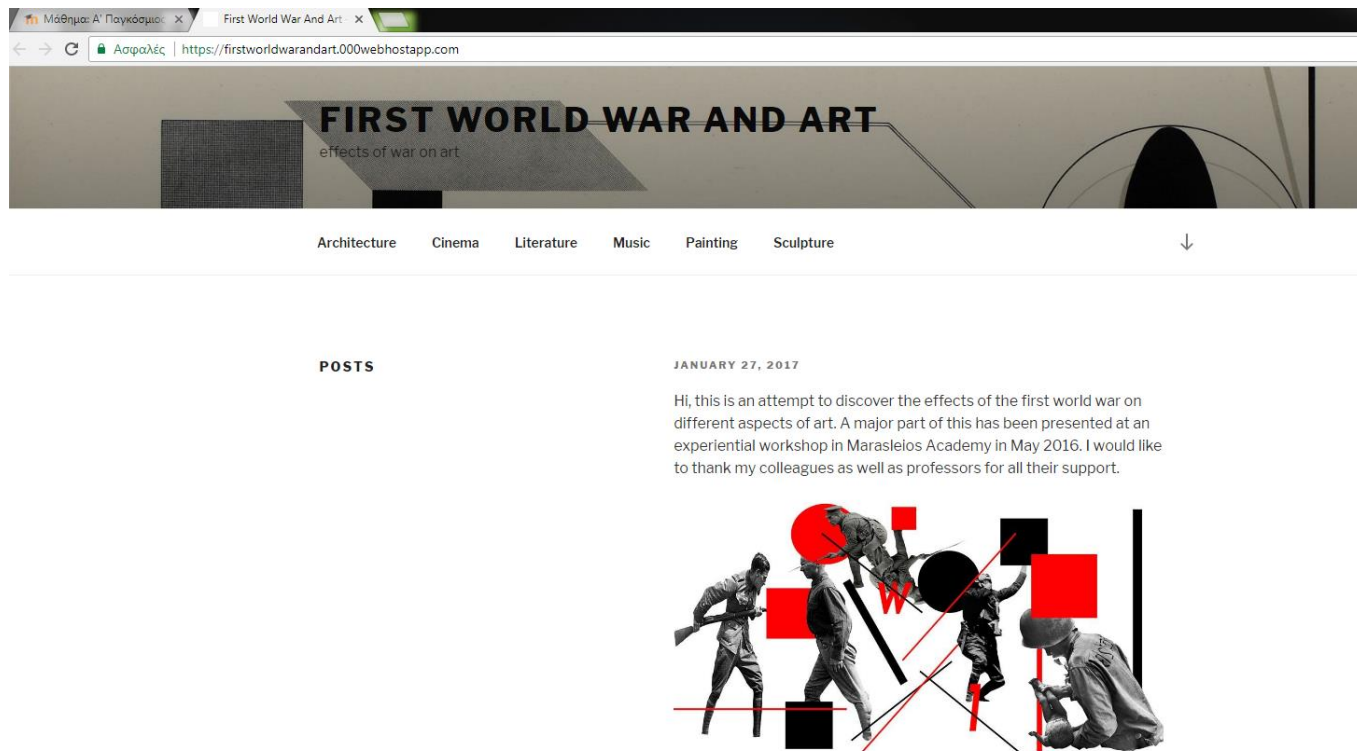 Μάθημα: Α' Παγκόσμιος
First World War And Art
Ασφαλές | https://firstworldwarandart.000webhostapp.com
FIRST WORLD WAR AND ART
effects of war on art
Architecture Cinema Literature Music Painting Sculpture
POSTS
JANUARY 27, 2017
Hi, this is an attempt to discover the effects of the first world war on
different aspects of art. A major part of this has been presented at an
experiential workshop in Marasleios Academy in May 2016. I would like
to thank my colleagues as well as professors for all their support.
W
1